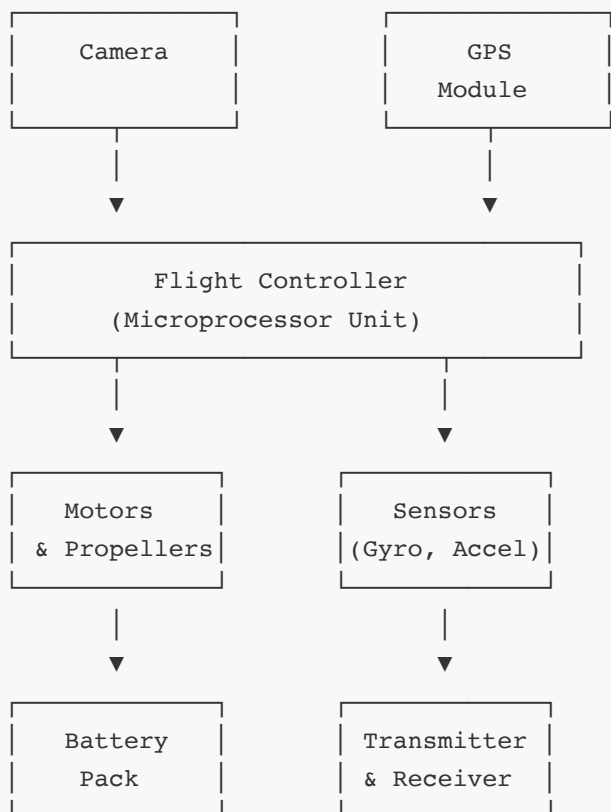 Camera
GPS
Module
Flight Controller
(Microprocessor Unit)
Motors
& Propellers
Sensors
(Gyro, Accel)
Battery
Pack
Transmitter
& Receiver